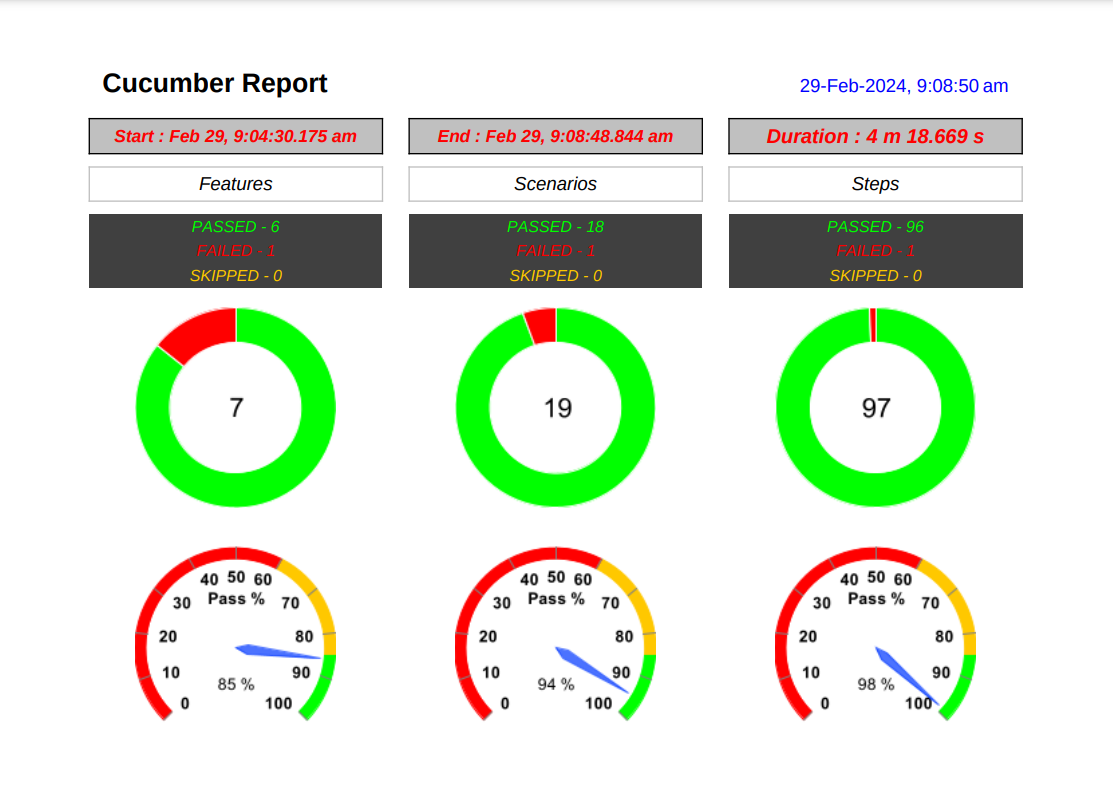 Cucumber Report
29-Feb-2024, 9:08:50 am
Start : Feb 29, 9:04:30.175 am
End : Feb 29, 9:08:48.844 am
Duration : 4 m 18.669 s
Features
Scenarios
Steps
PASSED - 6
FAILED - 1
SKIPPED - 0
PASSED - 18
FAILED - 1
SKIPPED - 0
PASSED - 96
FAILED - 1
SKIPPED - 0
7
19
97
0
10
20
30
40
50
60
70
80
90
100
Pass %
85 %
0
10
20
30
40
50
60
70
80
90
100
Pass %
94 %
0
10
20
30
40
50
60
70
80
90
100
Pass %
98 %